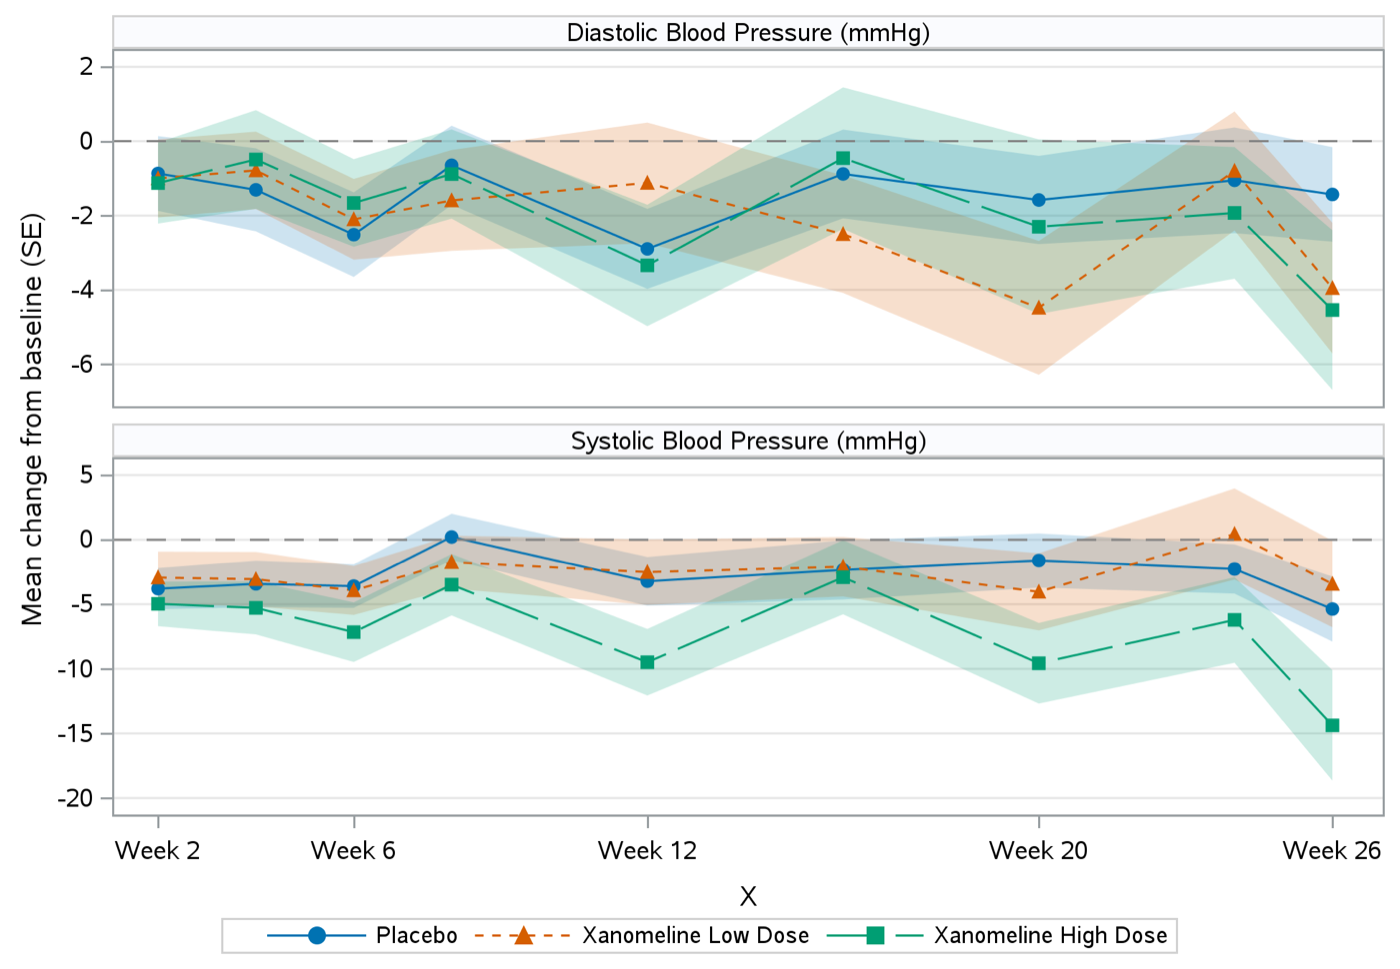 Diastolic Blood Pressure (mmHg)
2
0
-2
-4
-6
Mean change from baseline (SE)
Systolic Blood Pressure (mmHg)
5
0
-5
-10
-15
-20
Week 2 Week 6 Week 12 Week 20 Week 26
X
Placebo Xanomeline Low Dose Xanomeline High Dose